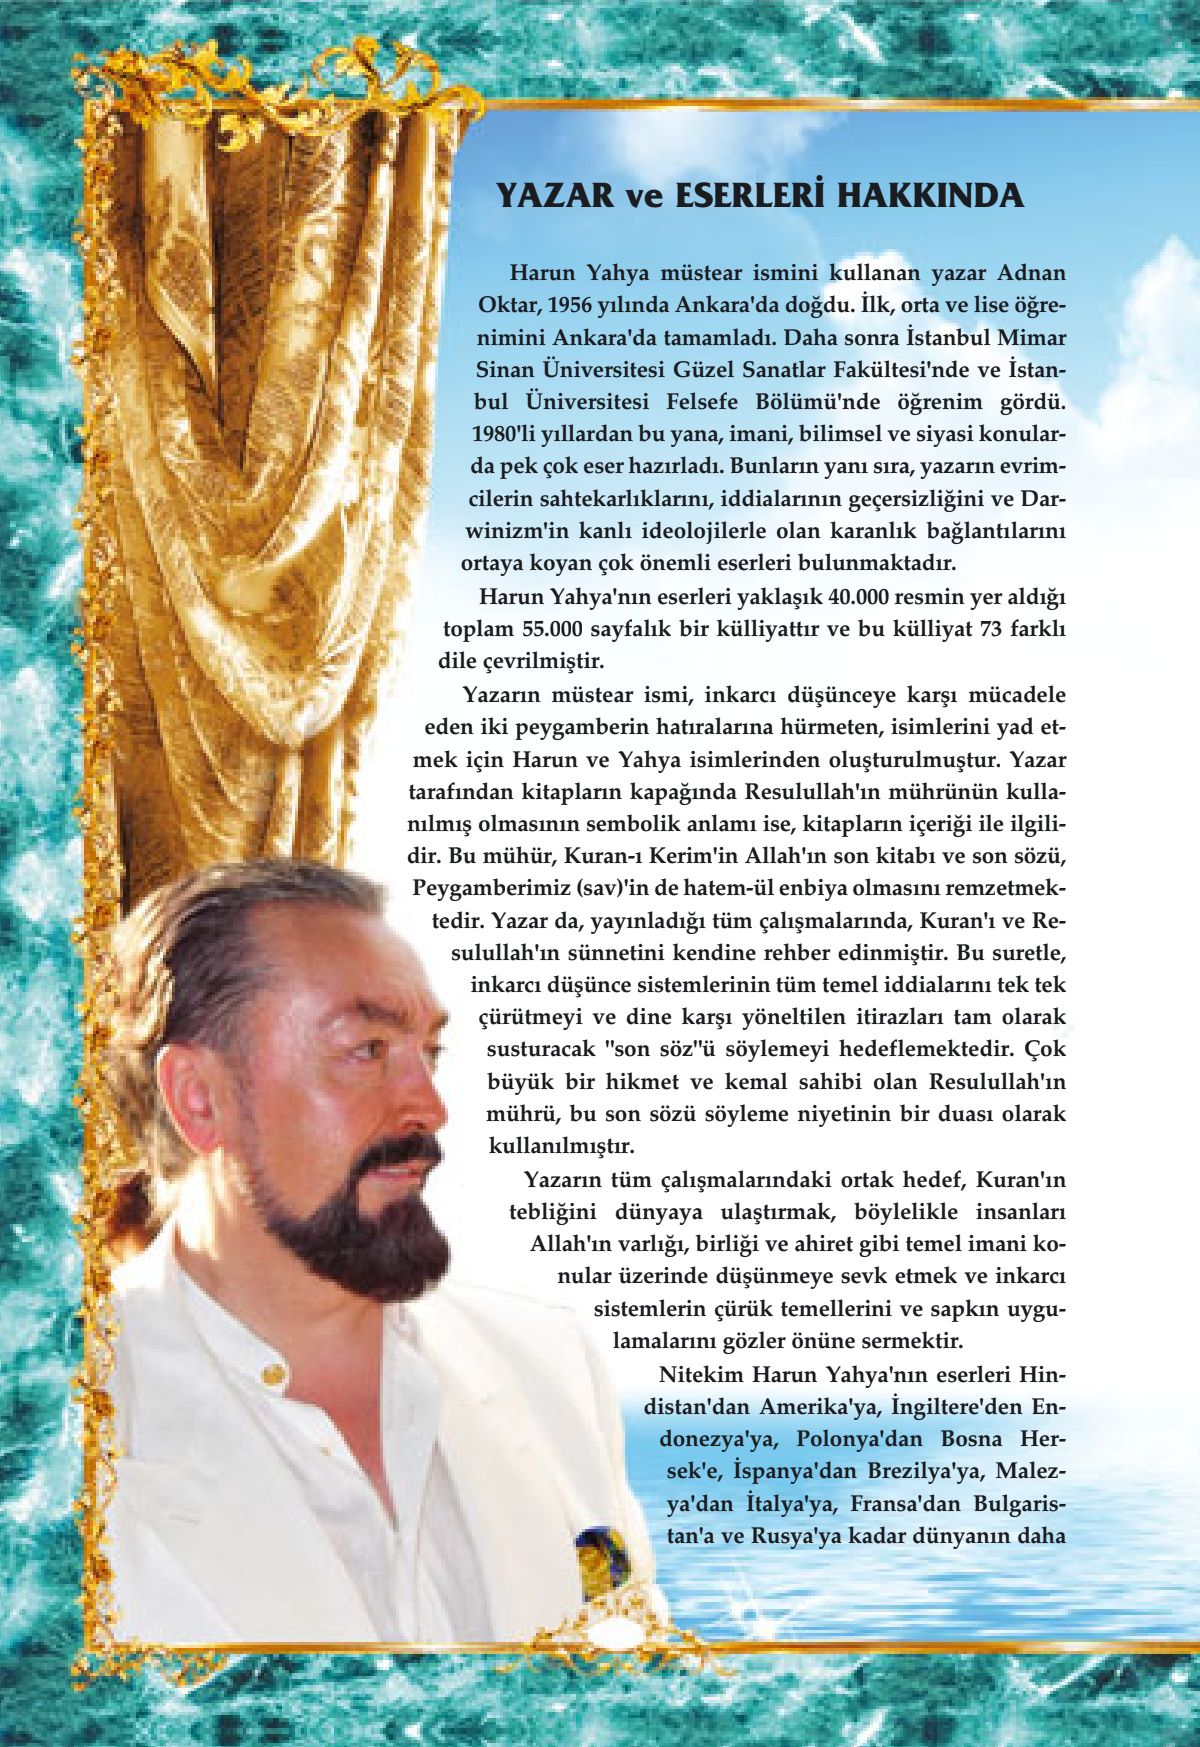 YAZAR ve ESERLERİ HAKKINDA
Harun Yahya müstear ismini kullanan yazar Adnan
Oktar, 1956 yılında Ankara'da doğdu. İlk, orta ve lise öğre-
nimini Ankara'da tamamladı. Daha sonra İstanbul Mimar
Sinan Üniversitesi Güzel Sanatlar Fakültesi'nde ve İstan-
bul Üniversitesi Felsefe Bölümü'nde öğrenim gördü.
1980'li yıllardan bu yana, imani, bilimsel ve siyasi konular-
da pek çok eser hazırladı. Bunların yanı sıra, yazarın evrim-
cilerin sahtekarlıklarını, iddialarının geçersizliğini ve Dar-
winizm'in kanlı ideolojilerle olan karanlık bağlantılarını
ortaya koyan çok önemli eserleri bulunmaktadır.
Harun Yahya'nın eserleri yaklaşık 40.000 resmin yer aldığı
toplam 55.000 sayfalık bir külliyattır ve bu külliyat 73 farklı
dile çevrilmiştir.
Yazarın müstear ismi, inkarcı düşünceye karşı mücadele
eden iki peygamberin hatıralarına hürmeten, isimlerini yad et-
mek için Harun ve Yahya isimlerinden oluşturulmuştur. Yazar
tarafından kitapların kapağında Resulullah'ın mührünün kulla-
nılmış olmasının sembolik anlamı ise, kitapların içeriği ile ilgili-
dir. Bu mühür, Kuran-ı Kerim'in Allah'ın son kitabı ve son sözü,
Peygamberimiz (sav)'in de hatem-ül enbiya olmasını remzetmek-
tedir. Yazar da, yayınladığı tüm çalışmalarında, Kuran'ı ve Re-
sulullah'ın sünnetini kendine rehber edinmiştir. Bu suretle,
inkarcı düşünce sistemlerinin tüm temel iddialarını tek tek
çürütmeyi ve dine karşı yöneltilen itirazları tam olarak
susturacak "son söz"ü söylemeyi hedeflemektedir. Çok
büyük bir hikmet ve kemal sahibi olan Resulullah'ın
mührü, bu son sözü söyleme niyetinin bir duası olarak
kullanılmıştır.
Yazarın tüm çalışmalarındaki ortak hedef, Kuran'ın
tebliğini dünyaya ulaştırmak, böylelikle insanları
Allah'ın varlığı, birliği ve ahiret gibi temel imani ko-
nular üzerinde düşünmeye sevk etmek ve inkarcı
sistemlerin çürük temellerini ve sapkın uygu-
lamalarını gözler önüne sermektir.
Nitekim Harun Yahya'nın eserleri Hin-
distan'dan Amerika'ya, İngiltere'den En-
donezya'ya, Polonya'dan Bosna Her-
sek'e, İspanya'dan Brezilya'ya, Malez-
ya'dan İtalya'ya, Fransa'dan Bulgaris-
tan'a ve Rusya'ya kadar dünyanın daha